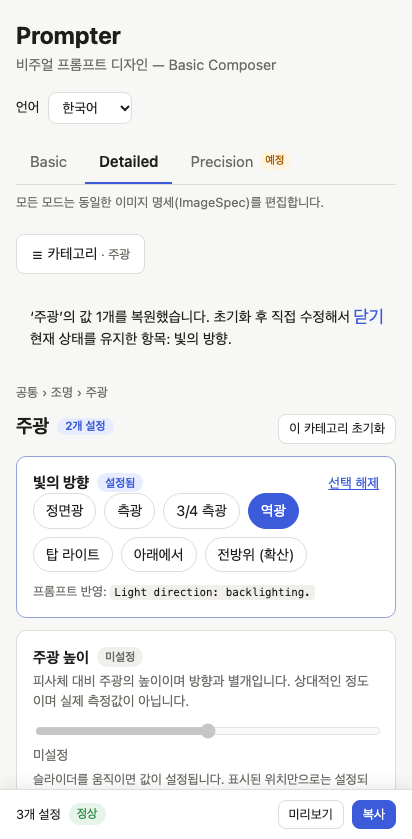 Prompter
비주얼 프롬프트 디자인 — Basic Composer
언어 한국어
Basic Detailed Precision 예정
모든 모드는 동일한 이미지 명세(ImageSpec)를 편집합니다.
≡ 카테고리 · 주광
‘주광’의 값 1개를 복원했습니다. 초기화 후 직접 수정해서 닫기
현재 상태를 유지한 항목: 빛의 방향.
공통 › 조명 › 주광
주광 2개 설정 이 카테고리 초기화
빛의 방향 설정됨 선택 해제
정면광 측광 3/4 측광 역광
탑 라이트 아래에서 전방위 (확산)
프롬프트 반영: Light direction: backlighting.
주광 높이 미설정
피사체 대비 주광의 높이이며 방향과 별개입니다. 상대적인 정도
이며 실제 측정값이 아닙니다.
미설정
슬라이더를 움직이면 값이 설정됩니다. 표시된 위치만으로는 설정되
3개 설정 정상 미리보기 복사